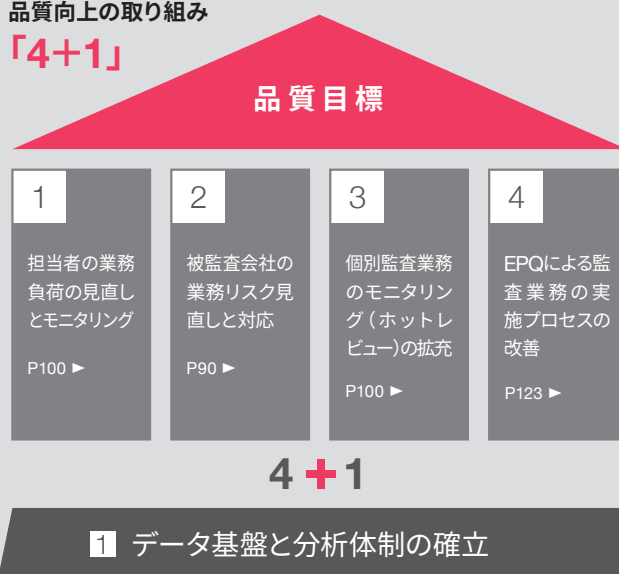 品質向上の取り組み
「4+1」
品質目標
1
担当者の業務
負荷の見直し
とモニタリング
P100 ►
2
被監査会社の
業務リスク見
直しと対応
P90 ►
3
個別監査業務
のモニタリン
グ(ホットレ
ビュー)の拡充
P100 ►
4
EPQによる監
査業務の実
施プロセスの
改善
P123 ►
4+1
1 データ基盤と分析体制の確立